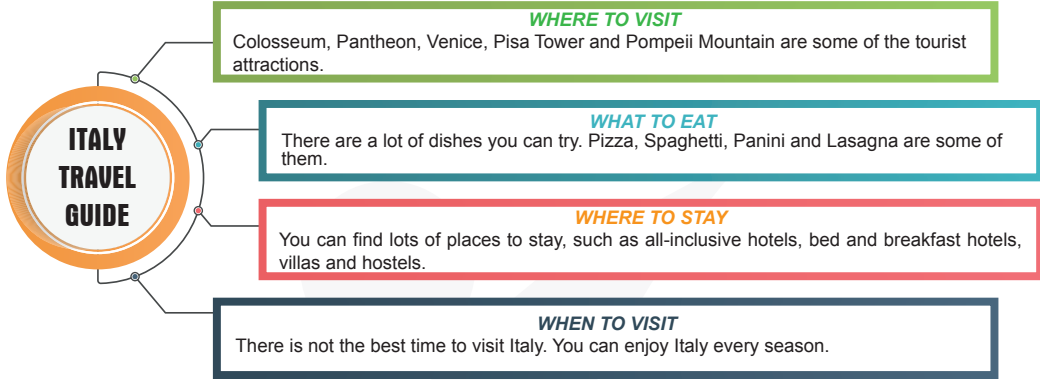 ITALY
TRAVEL
GUIDE
WHERE TO VISIT
Colosseum, Pantheon, Venice, Pisa Tower and Pompeii Mountain are some of the tourist
attractions.
WHAT TO EAT
There are a lot of dishes you can try. Pizza, Spaghetti, Panini and Lasagna are some of
them.
WHERE TO STAY
You can find lots of places to stay, such as all-inclusive hotels, bed and breakfast hotels,
villas and hostels.
WHEN TO VISIT
There is not the best time to visit Italy. You can enjoy Italy every season.